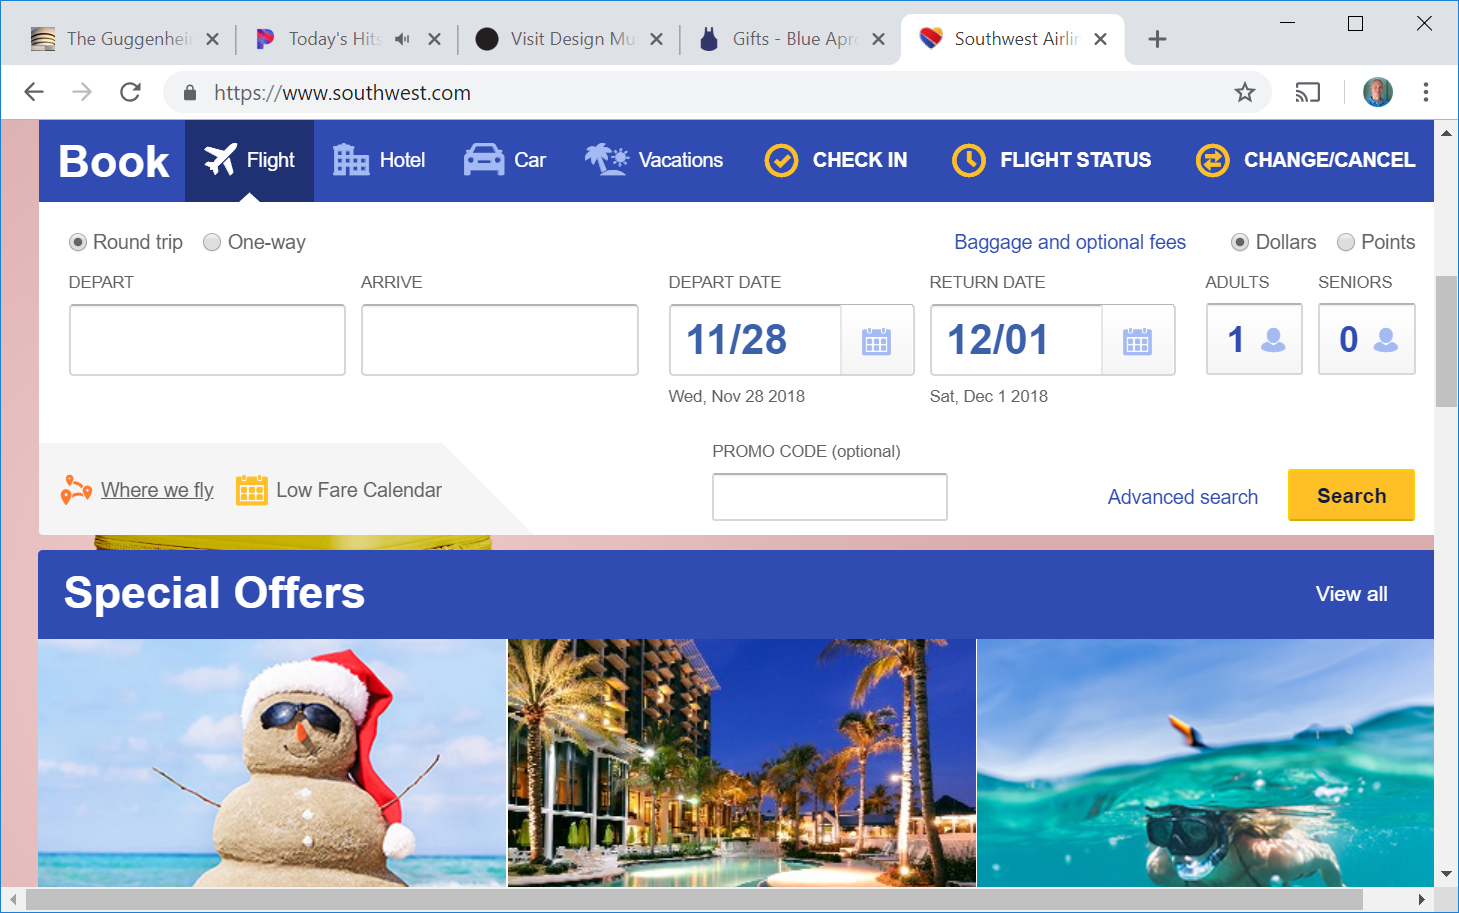 The Guggenhei
Today's Hits
Visit Design Mu
Gifts - Blue Apr
Southwest Airlin
https://www.southwest.com
Book
Flight
Hotel
Car
Vacations
CHECK IN
FLIGHT STATUS
CHANGE/CANCEL
Round trip
One-way
Baggage and optional fees
Dollars
Points
DEPART
ARRIVE
DEPART DATE
RETURN DATE
ADULTS
SENIORS
11/28
12/01
1
0
Wed, Nov 28 2018
Sat, Dec 1 2018
PROMO CODE (optional)
Where we fly
Low Fare Calendar
Advanced search
Search
Special Offers
View all